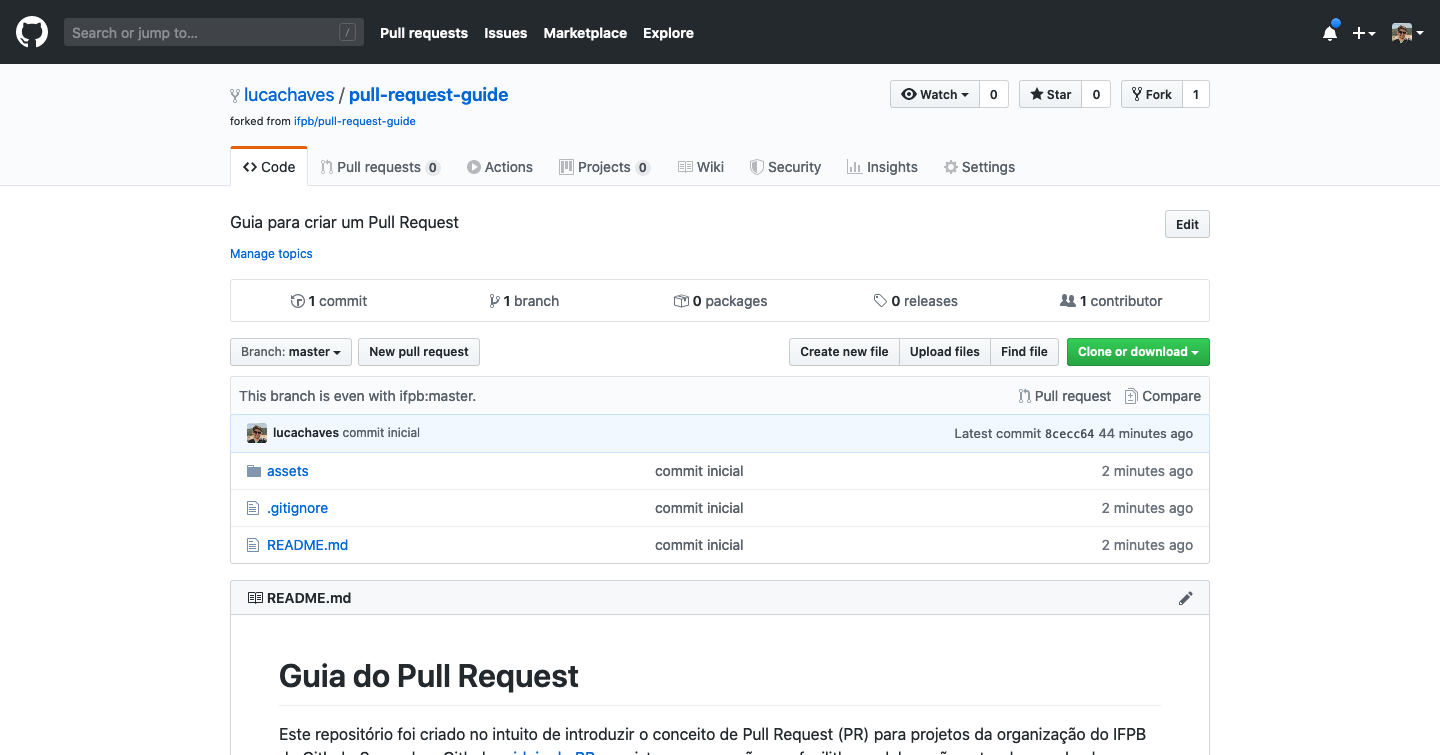 Search or jump to... / Pull requests Issues Marketplace Explore
lucachaves / pull-request-guide Watch 0 Star 0 Fork 1
forked from ifpb/pull-request-guide
Code Pull requests 0 Actions Projects 0 Wiki Security Insights Settings
Guia para criar um Pull Request Edit
Manage topics
1 commit 1 branch 0 packages 0 releases 1 contributor
Branch: master New pull request Create new file Upload files Find file Clone or download
This branch is even with ifpb:master. Pull request Compare
lucachaves commit inicial Latest commit 8cecc64 44 minutes ago
assets commit inicial 2 minutes ago
.gitignore commit inicial 2 minutes ago
README.md commit inicial 2 minutes ago
README.md
Guia do Pull Request
Este repositório foi criado no intuito de introduzir o conceito de Pull Request (PR) para projetos da organização do IFPB